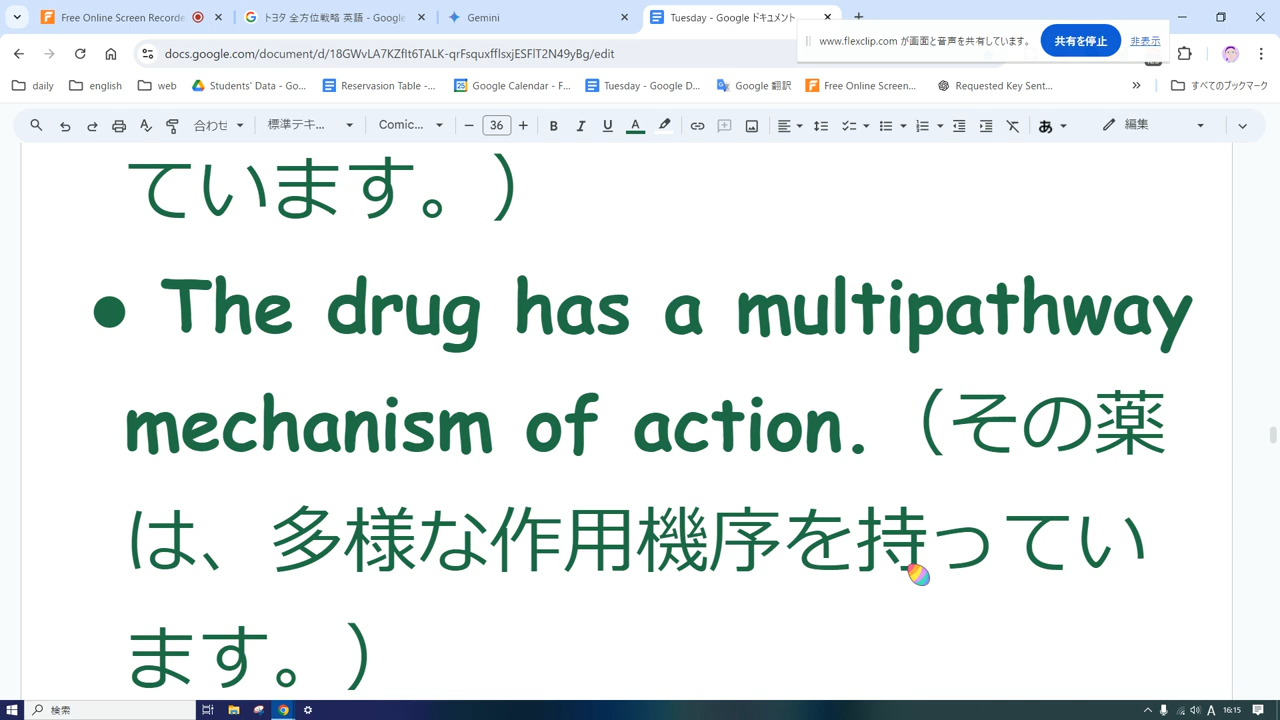 Free Online Screen Recorde
トヨタ 全方位戦略 英語 - Google
Gemini
Tuesday - Google ドキュメント
www.flexclip.com が画面と音声を共有しています。
共有を停止
非表示
docs.google.com/document/d/18GWa
TALK-grFsquxfflsxjESFlT2N49yBg/edit
daily
english
web
Students' Data - Go...
Reservasion Table -...
Google Calendar - F...
Tuesday - Google D...
Google 翻訳
Free Online Screen...
Requested Key Sent...
»
すべてのブックマーク
合わせ
標準テキ...
Comic...
36
B
I
U
A
あ
編集
ています。）
● The drug has a multipathway
mechanism of action.（その薬
は、多様な作用機序を持ってい
ます。）
検索
A
16:15